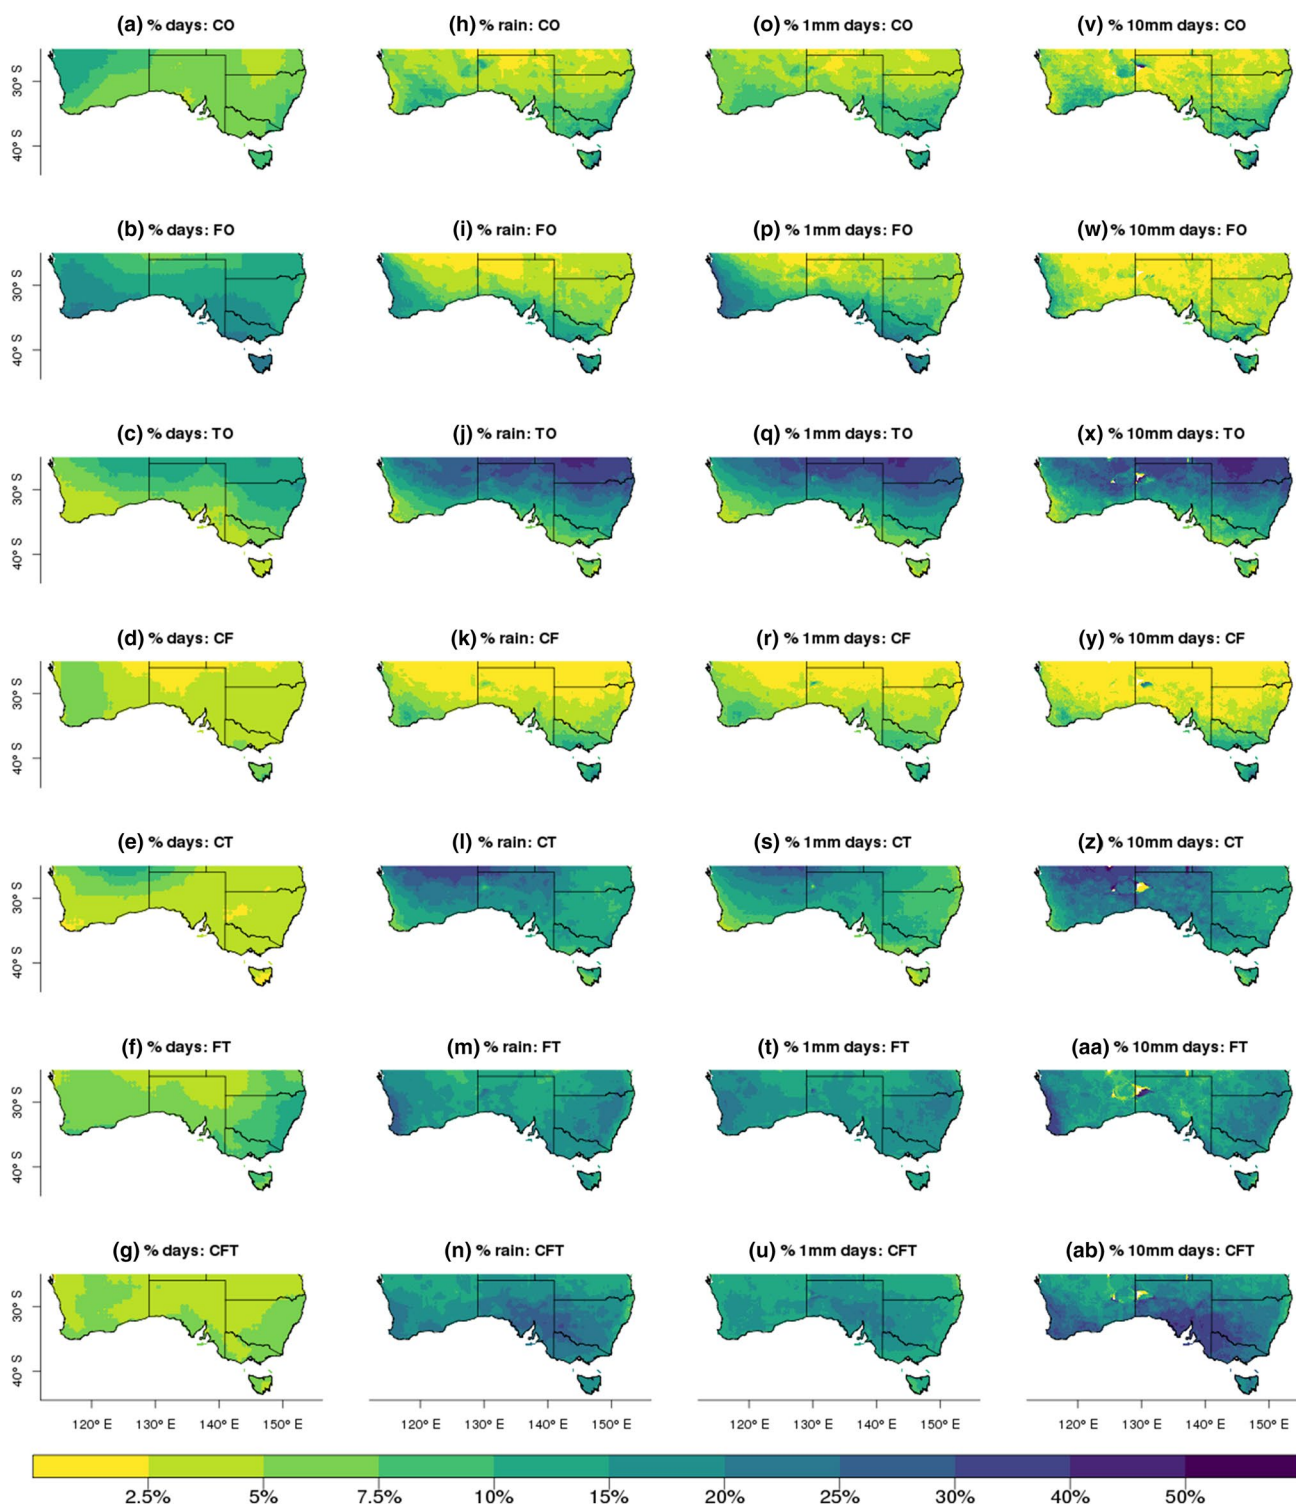 (a) % days: CO (h) % rain: CO (o) % 1mm days: CO (v) % 10mm days: CO
30° S
40° S
(b) % days: FO (i) % rain: FO (p) % 1mm days: FO (w) % 10mm days: FO
30° S
40° S
(c) % days: TO (j) % rain: TO (q) % 1mm days: TO (x) % 10mm days: TO
30° S
40° S
(d) % days: CF (k) % rain: CF (r) % 1mm days: CF (y) % 10mm days: CF
30° S
40° S
(e) % days: CT (l) % rain: CT (s) % 1mm days: CT (z) % 10mm days: CT
30° S
40° S
(f) % days: FT (m) % rain: FT (t) % 1mm days: FT (aa) % 10mm days: FT
30° S
40° S
(g) % days: CFT (n) % rain: CFT (u) % 1mm days: CFT (ab) % 10mm days: CFT
30° S
40° S
120° E 130° E 140° E 150° E 120° E 130° E 140° E 150° E 120° E 130° E 140° E 150° E 120° E 130° E 140° E 150° E
2.5% 5% 7.5% 10% 15% 20% 25% 30% 40% 50%